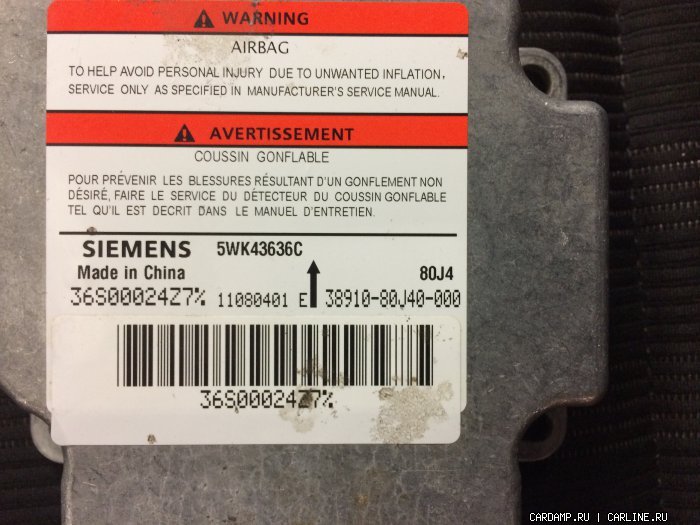 WARNING
AIRBAG
TO HELP AVOID PERSONAL INJURY DUE TO UNWANTED INFLATION,
SERVICE ONLY AS SPECIFIED IN MANUFACTURER'S SERVICE MANUAL.
AVERTISSEMENT
COUSSIN GONFLABLE
POUR PRÉVENIR LES BLESSURES RÉSULTANT D'UN GONFLEMENT NON
DÉSIRÉ, FAIRE LE SERVICE DU DÉTECTEUR DU COUSSIN GONFLABLE
TEL QU'IL EST DECRIT DANS LE MANUEL D'ENTRETIEN.
SIEMENS 5WK43636C
Made in China 80J4
36S00024Z7% 11080401 E 38910-80J40-000
36S00024Z7%
CARDAMP.RU | CARLINE.RU